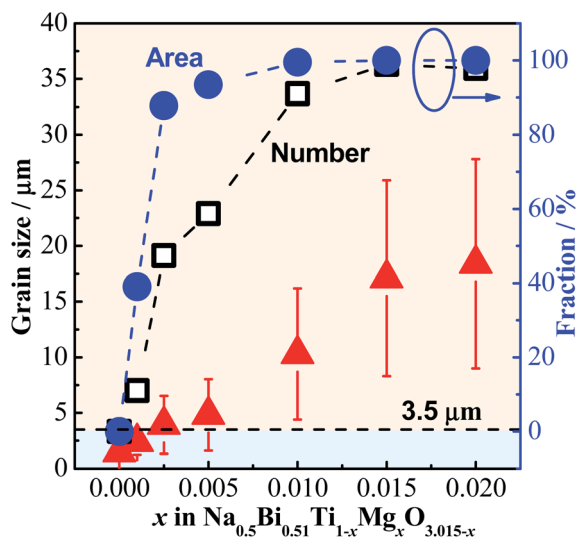 40
35
30
25
20
15
10
5
0
Grain size / μm
100
80
60
40
20
0
Fraction / %
Area
Number
3.5 μm
0.000 0.005 0.010 0.015 0.020
x in Na0.5Bi0.51Ti1-xMgxO3.015-x